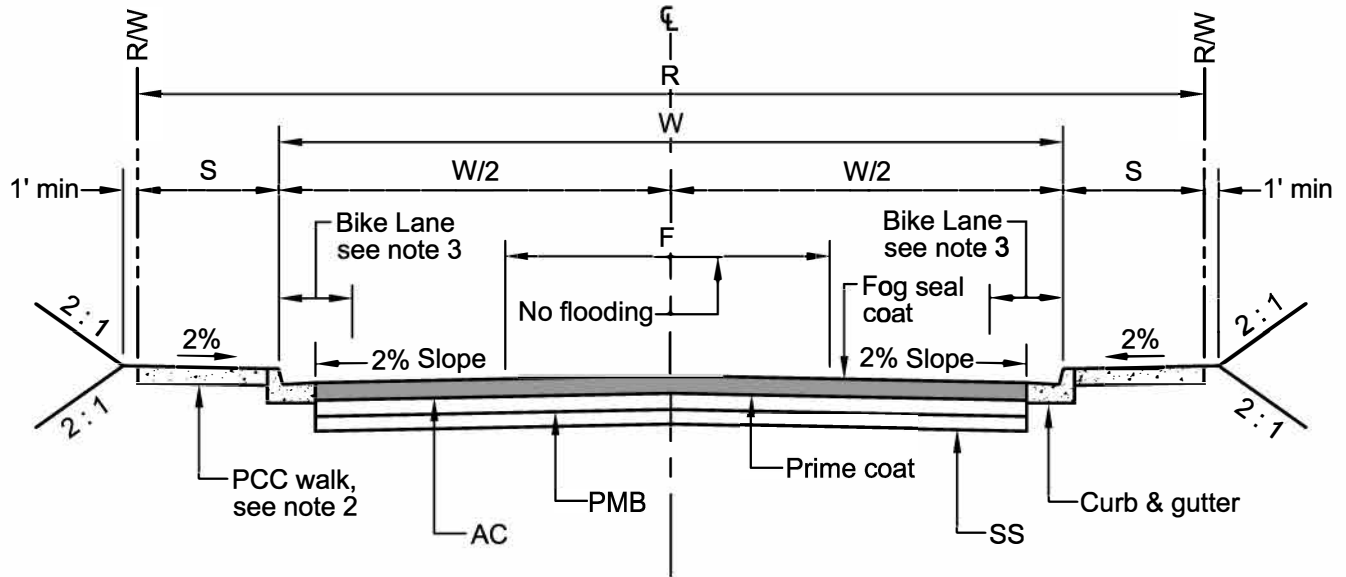 ℄
R/W
R/W
R
W
1' min
S
W/2
W/2
S
1' min
Bike Lane
see note 3
F
Bike Lane
see note 3
No flooding
Fog seal
coat
2 : 1
2%
2% Slope
2% Slope
2%
2 : 1
2 : 1
2 : 1
PCC walk,
see note 2
AC
PMB
Prime coat
SS
Curb & gutter